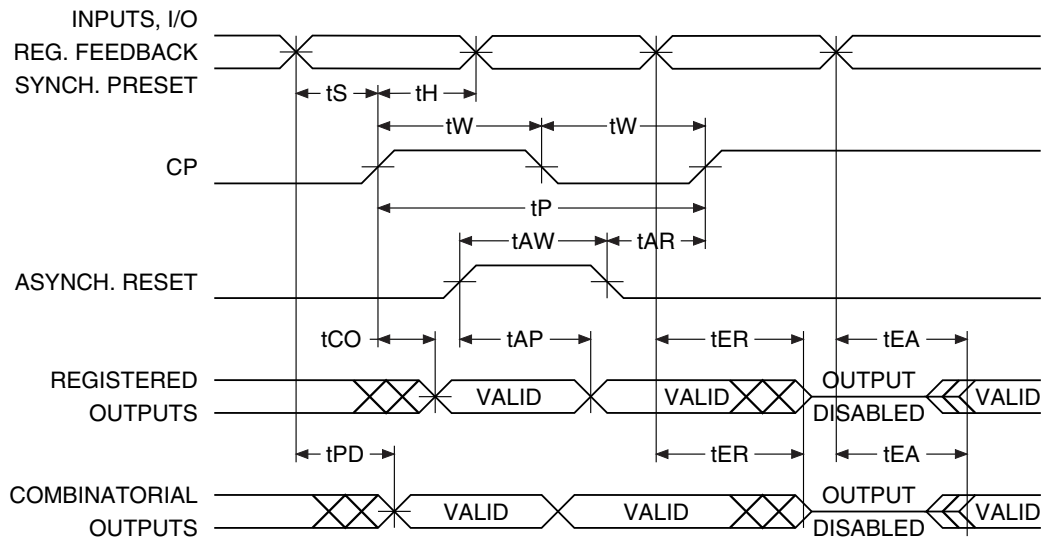 INPUTS, I/O
REG. FEEDBACK
SYNCH. PRESET
tS tH
tW tW
CP
tP
tAW tAR
ASYNCH. RESET
tCO tAP tER tEA
REGISTERED OUTPUT
VALID VALID VALID
OUTPUTS DISABLED
tPD tER tEA
COMBINATORIAL OUTPUT
VALID VALID VALID
OUTPUTS DISABLED